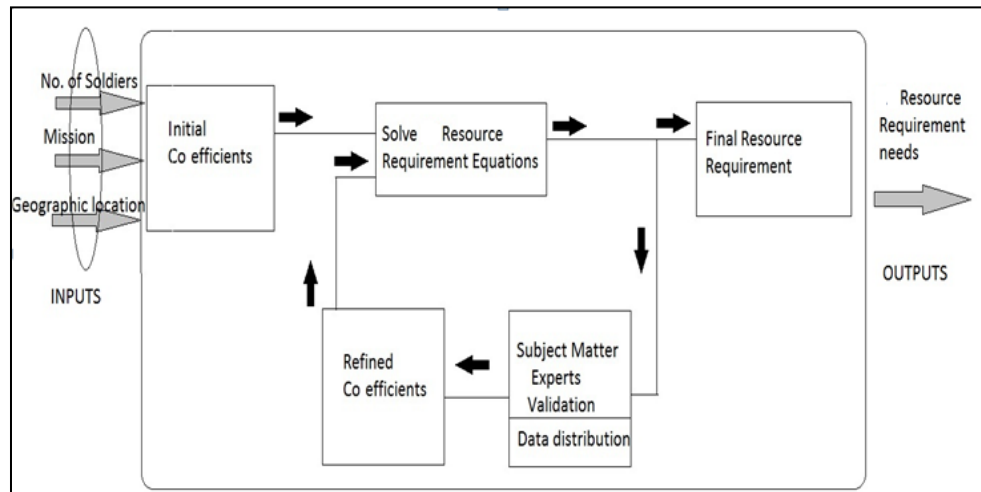 No. of Soldiers
Mission
Geographic location
INPUTS
Initial
Co efficients
Solve Resource
Requirement Equations
Final Resource
Requirement
Resource
Requirement
needs
OUTPUTS
Refined
Co efficients
Subject Matter
Experts
Validation
Data distribution